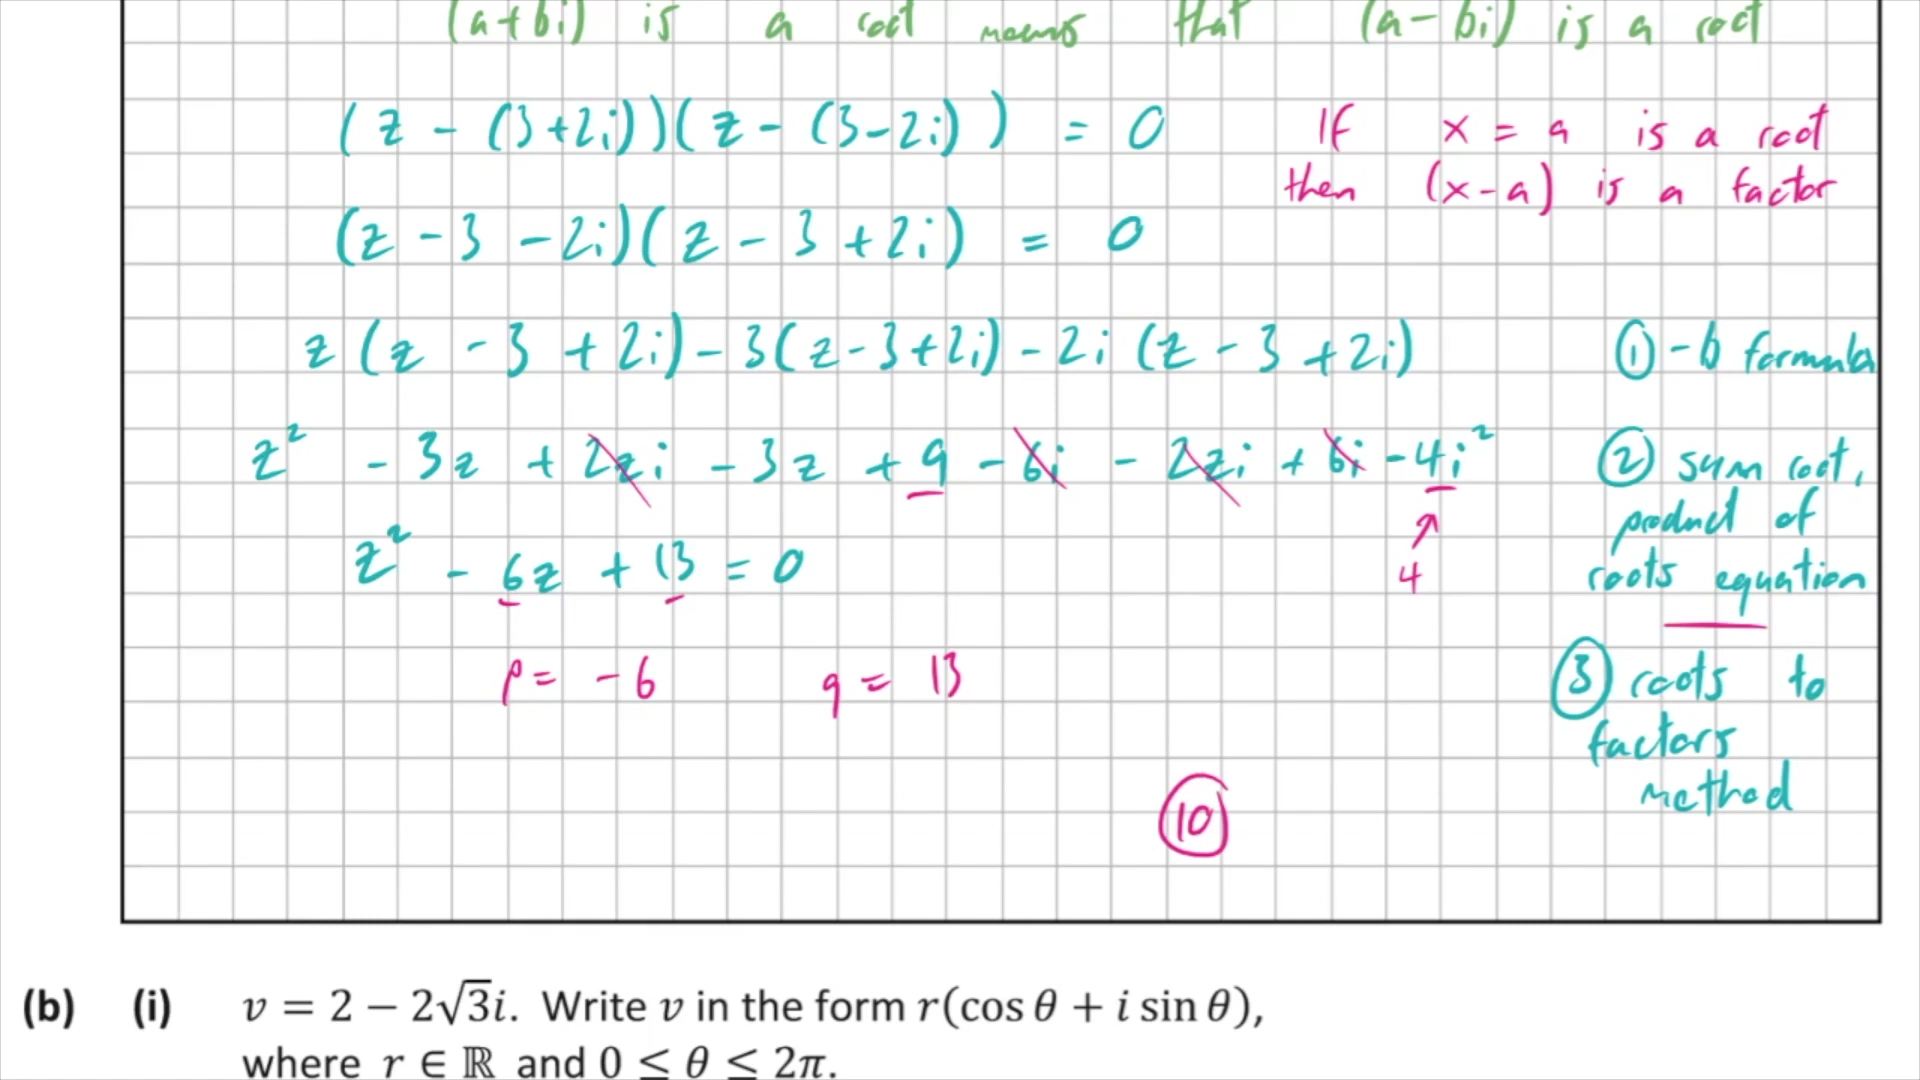 (a+bi) is a root means that (a-bi) is a root
(z - (3+2i))(z - (3-2i)) = 0
If x = a is a root
then (x-a) is a factor
(z - 3 - 2i)(z - 3 + 2i) = 0
z(z - 3 + 2i) - 3(z - 3 + 2i) - 2i(z - 3 + 2i)
① -b formula
z² - 3z + 2zi - 3z + 9 - 6i - 2zi + 6i - 4i²
② sum root,
product of
roots equation
4
z² - 6z + 13 = 0
p = -6 q = 13
③ roots to
factors
method
10
(b) (i) v = 2 − 2√3i. Write v in the form r(cos θ + i sin θ),
where r ∈ ℝ and 0 ≤ θ ≤ 2π.